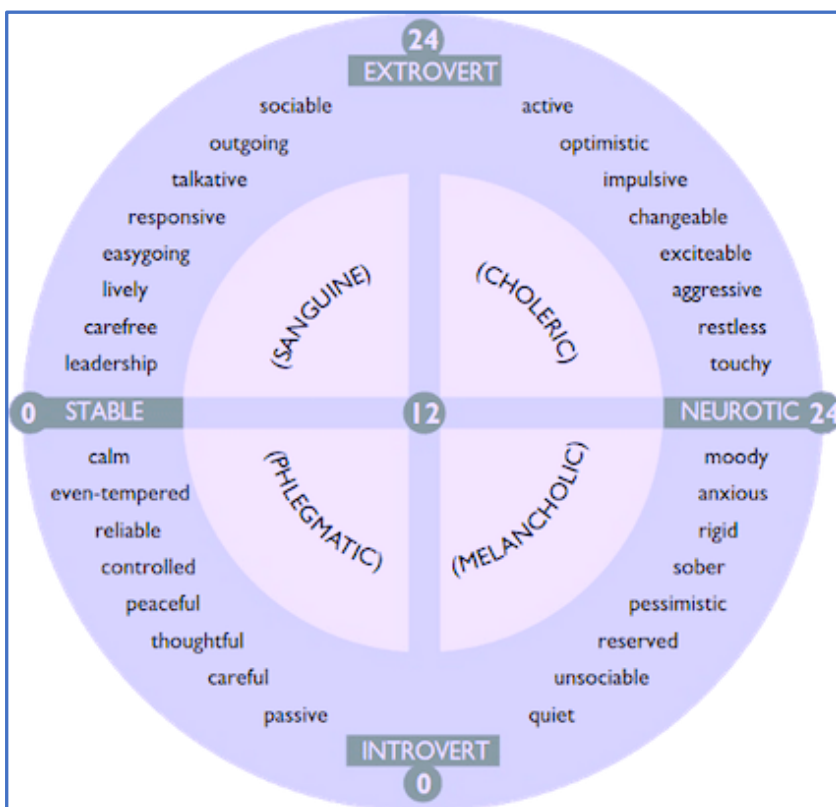 24
EXTROVERT
sociable
active
outgoing
optimistic
talkative
impulsive
responsive
changeable
easygoing
exciteable
lively
aggressive
carefree
restless
leadership
touchy
(SANGUINE)
(CHOLERIC)
0 STABLE
12
NEUROTIC 24
calm
moody
even-tempered
anxious
reliable
rigid
controlled
sober
peaceful
pessimistic
thoughtful
reserved
careful
unsociable
passive
quiet
(PHLEGMATIC)
(MELANCHOLIC)
INTROVERT
0